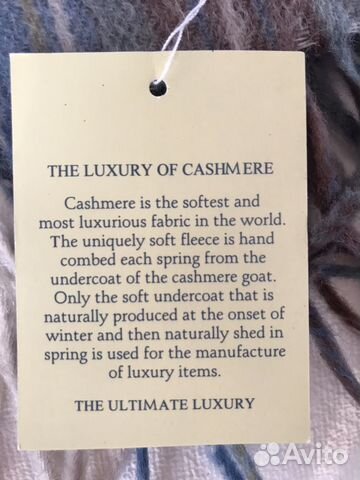 THE LUXURY OF CASHMERE
Cashmere is the softest and
most luxurious fabric in the world.
The uniquely soft fleece is hand
combed each spring from the
undercoat of the cashmere goat.
Only the soft undercoat that is
naturally produced at the onset of
winter and then naturally shed in
spring is used for the manufacture
of luxury items.
THE ULTIMATE LUXURY
Avito